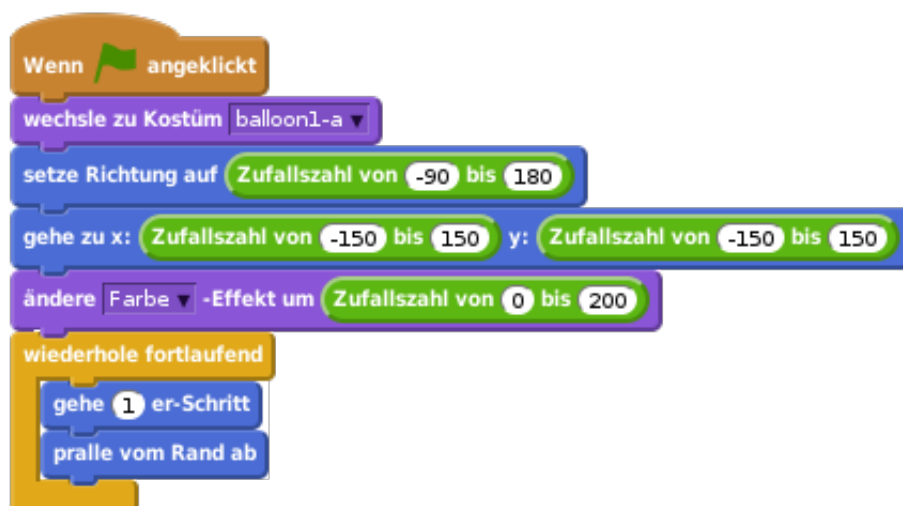 Wenn angeklickt
wechsle zu Kostüm balloon1-a
setze Richtung auf Zufallszahl von -90 bis 180
gehe zu x: Zufallszahl von -150 bis 150 y: Zufallszahl von -150 bis 150
ändere Farbe -Effekt um Zufallszahl von 0 bis 200
wiederhole fortlaufend
gehe 1 er-Schritt
pralle vom Rand ab